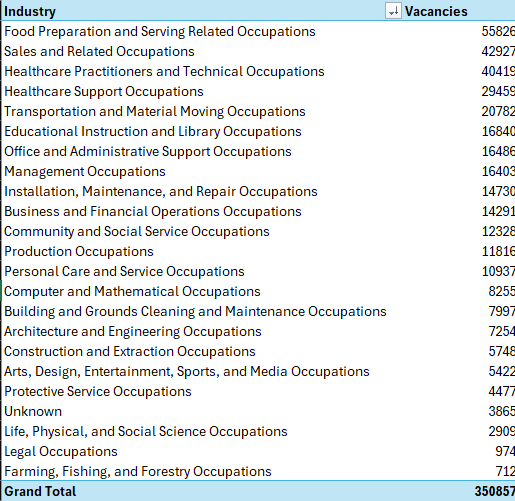 Industry Vacancies
Food Preparation and Serving Related Occupations 55826
Sales and Related Occupations 42927
Healthcare Practitioners and Technical Occupations 40419
Healthcare Support Occupations 29459
Transportation and Material Moving Occupations 20782
Educational Instruction and Library Occupations 16840
Office and Administrative Support Occupations 16486
Management Occupations 16403
Installation, Maintenance, and Repair Occupations 14730
Business and Financial Operations Occupations 14291
Community and Social Service Occupations 12328
Production Occupations 11816
Personal Care and Service Occupations 10937
Computer and Mathematical Occupations 8255
Building and Grounds Cleaning and Maintenance Occupations 7997
Architecture and Engineering Occupations 7254
Construction and Extraction Occupations 5748
Arts, Design, Entertainment, Sports, and Media Occupations 5422
Protective Service Occupations 4477
Unknown 3865
Life, Physical, and Social Science Occupations 2909
Legal Occupations 974
Farming, Fishing, and Forestry Occupations 712
Grand Total 350857